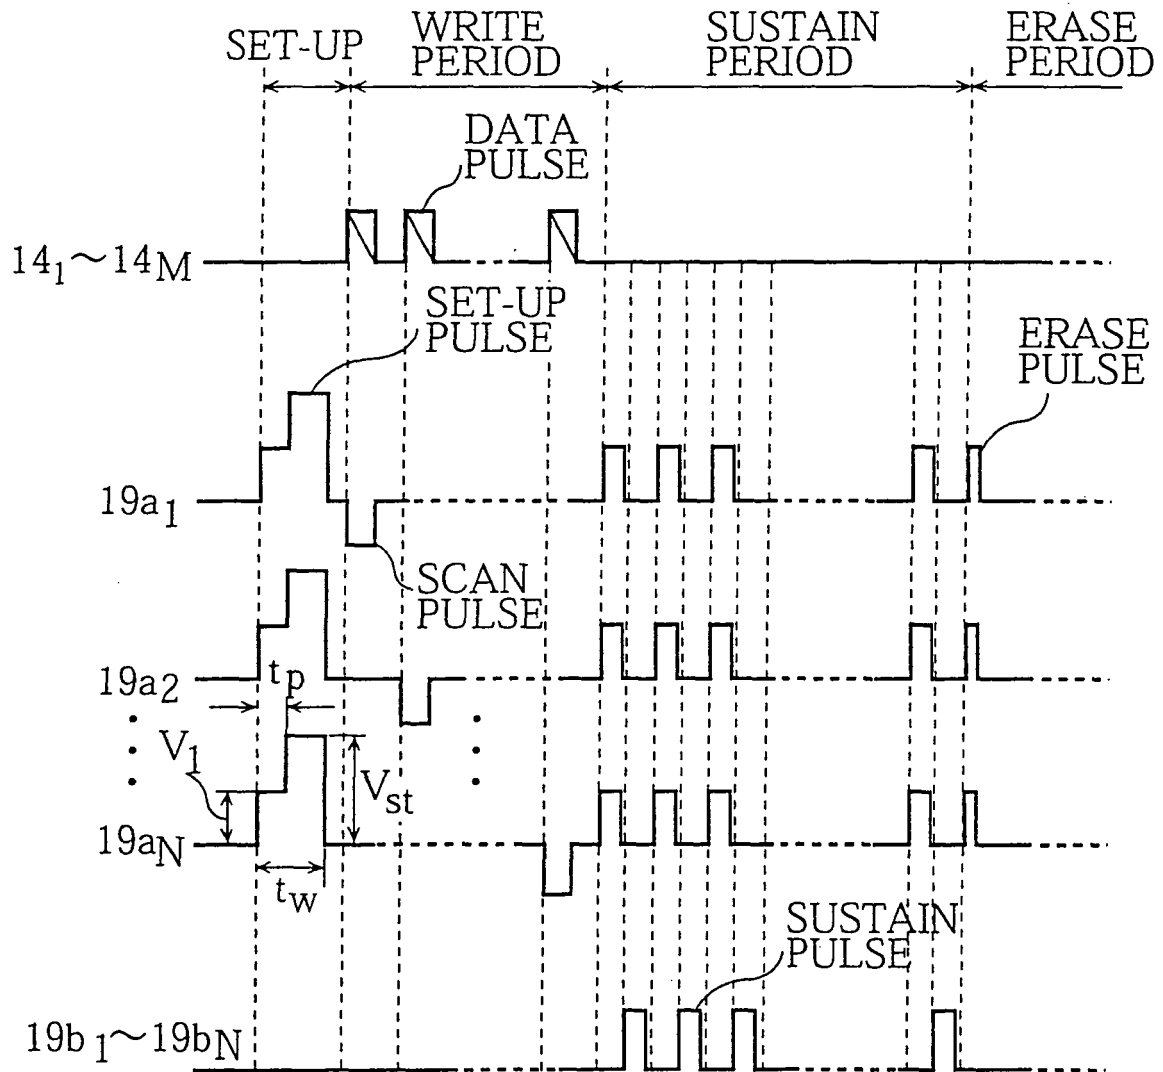 SET-UP
WRITE
PERIOD
SUSTAIN
PERIOD
ERASE
PERIOD
DATA
PULSE
14₁~14M
SET-UP
PULSE
ERASE
PULSE
19a₁
SCAN
PULSE
19a₂
tp
V₁
Vst
19aN
tw
SUSTAIN
PULSE
19b₁~19bN